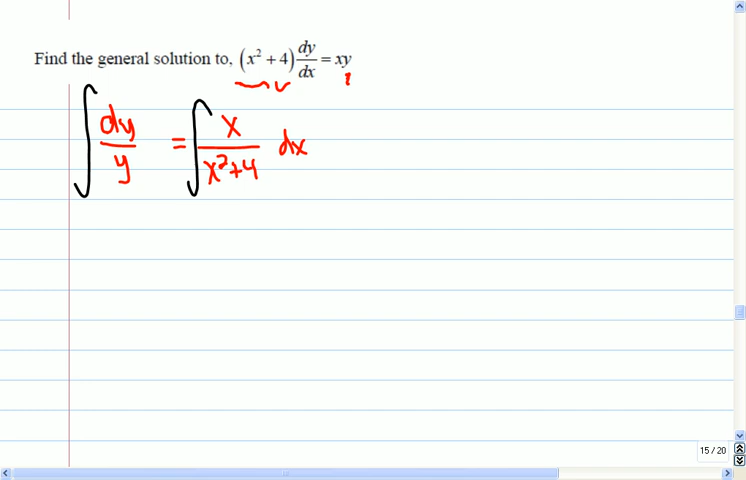 Find the general solution to, (x² + 4) dy/dx = xy
∫ dy/y = ∫ x/(x²+4) dx
15 / 20